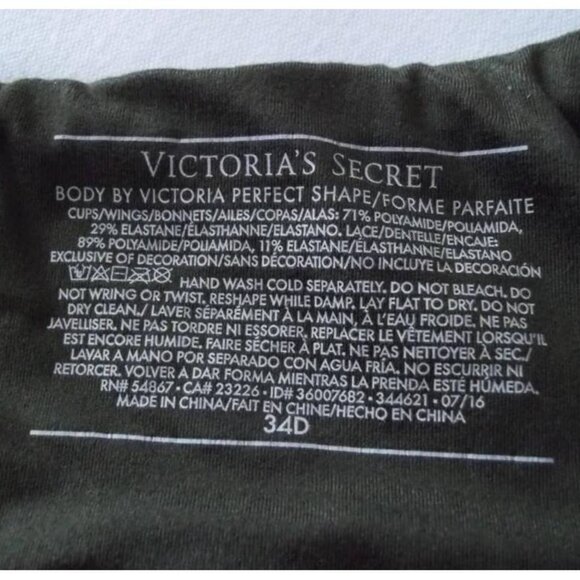 VICTORIA'S SECRET
BODY BY VICTORIA PERFECT SHAPE/FORME PARFAITE
CUPS/WINGS/BONNETS/AILES/COPAS/ALAS: 71% POLYAMIDE/POLIAMIDA,
29% ELASTANE/ÉLASTHANNE/ELASTANO. LACE/DENTELLE/ENCAJE:
89% POLYAMIDE/POLIAMIDA, 11% ELASTANE/ÉLASTHANNE/ELASTANO
EXCLUSIVE OF DECORATION/SANS DÉCORATION/NO INCLUYE LA DECORACIÓN
HAND WASH COLD SEPARATELY. DO NOT BLEACH. DO
NOT WRING OR TWIST. RESHAPE WHILE DAMP. LAY FLAT TO DRY. DO NOT
DRY CLEAN./ LAVER SÉPARÉMENT À LA MAIN, À L'EAU FROIDE. NE PAS
JAVELLISER. NE PAS TORDRE NI ESSORER. REPLACER LE VÊTEMENT LORSQU'IL
EST ENCORE HUMIDE. FAIRE SÉCHER À PLAT. NE PAS NETTOYER À SEC./
LAVAR A MANO POR SEPARADO CON AGUA FRÍA. NO ESCURRIR NI
RETORCER. VOLVER A DAR FORMA MIENTRAS LA PRENDA ESTÉ HÚMEDA.
RN# 54867 • CA# 23226 • ID# 36007682 • 344621 • 07/16
MADE IN CHINA/FAIT EN CHINE/HECHO EN CHINA
34D